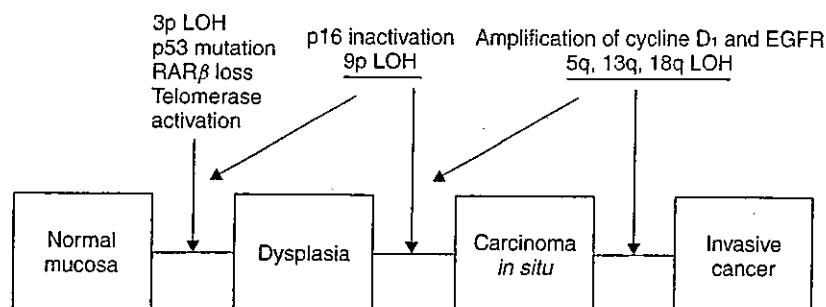 3p LOH
p53 mutation
RARβ loss
Telomerase
activation
p16 inactivation
9p LOH
Amplification of cycline D₁ and EGFR
5q, 13q, 18q LOH
Normal
mucosa
Dysplasia
Carcinoma
in situ
Invasive
cancer